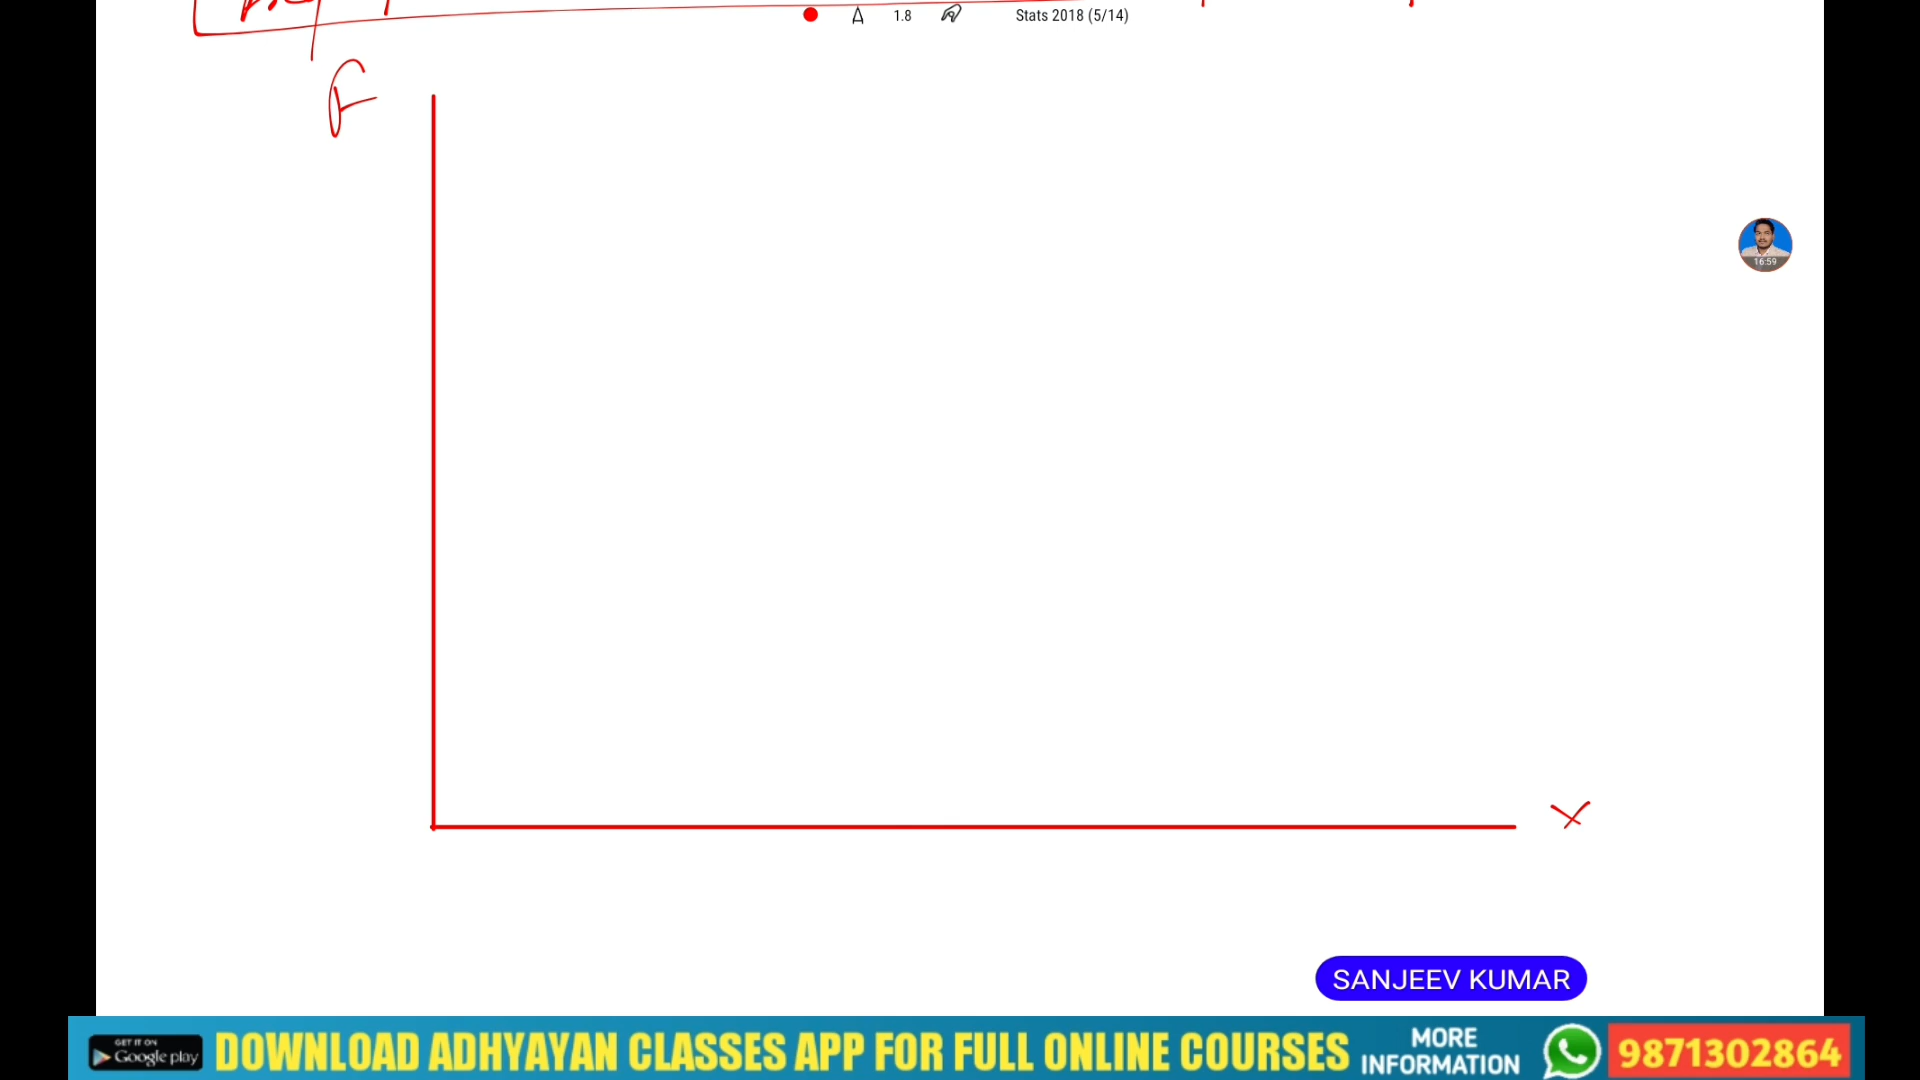 1.8 Stats 2018 (5/14)
F
16:59
X
SANJEEV KUMAR
GET IT ON
Google play
DOWNLOAD ADHYAYAN CLASSES APP FOR FULL ONLINE COURSES
MORE
INFORMATION
9871302864